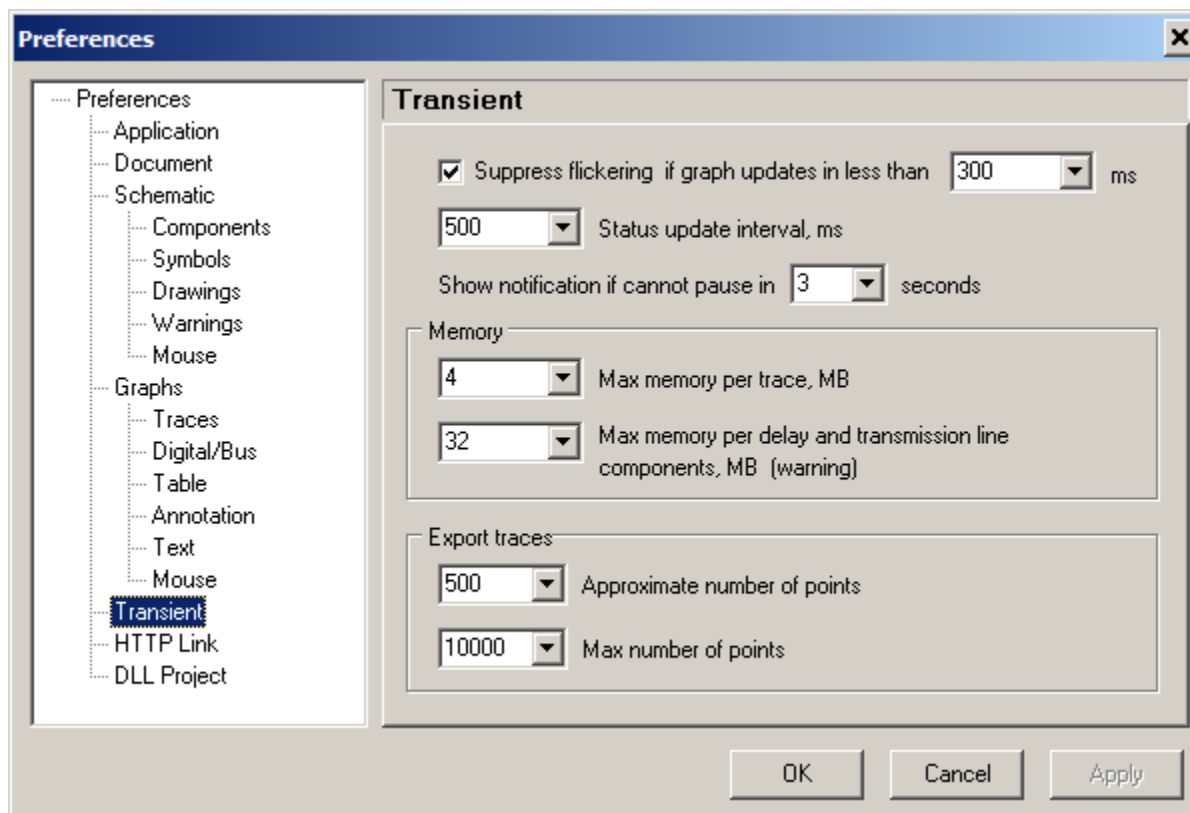 Preferences
Preferences
Application
Document
Schematic
Components
Symbols
Drawings
Warnings
Mouse
Graphs
Traces
Digital/Bus
Table
Annotation
Text
Mouse
Transient
HTTP Link
DLL Project
Transient
Suppress flickering if graph updates in less than 300 ms
500 Status update interval, ms
Show notification if cannot pause in 3 seconds
Memory
4 Max memory per trace, MB
32 Max memory per delay and transmission line
components, MB (warning)
Export traces
500 Approximate number of points
10000 Max number of points
OK Cancel Apply